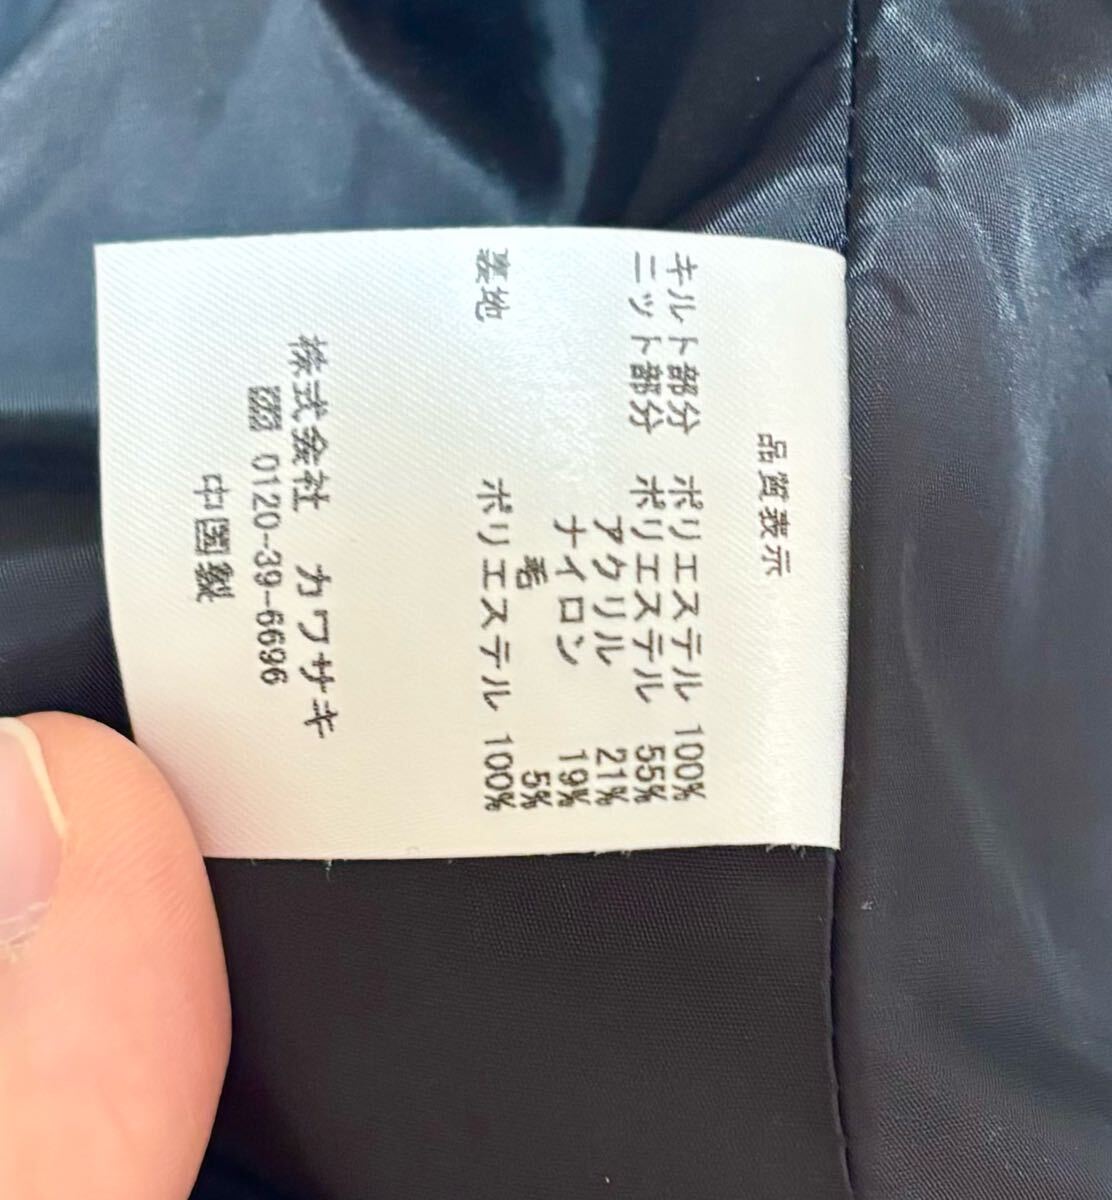 品質表示
キルト部分 ポリエステル 100%
ニット部分 ポリエステル 55%
アクリル 21%
ナイロン 19%
毛 5%
裏地 ポリエステル 100%
株式会社 カワサキ
0120-39-6696
中国製